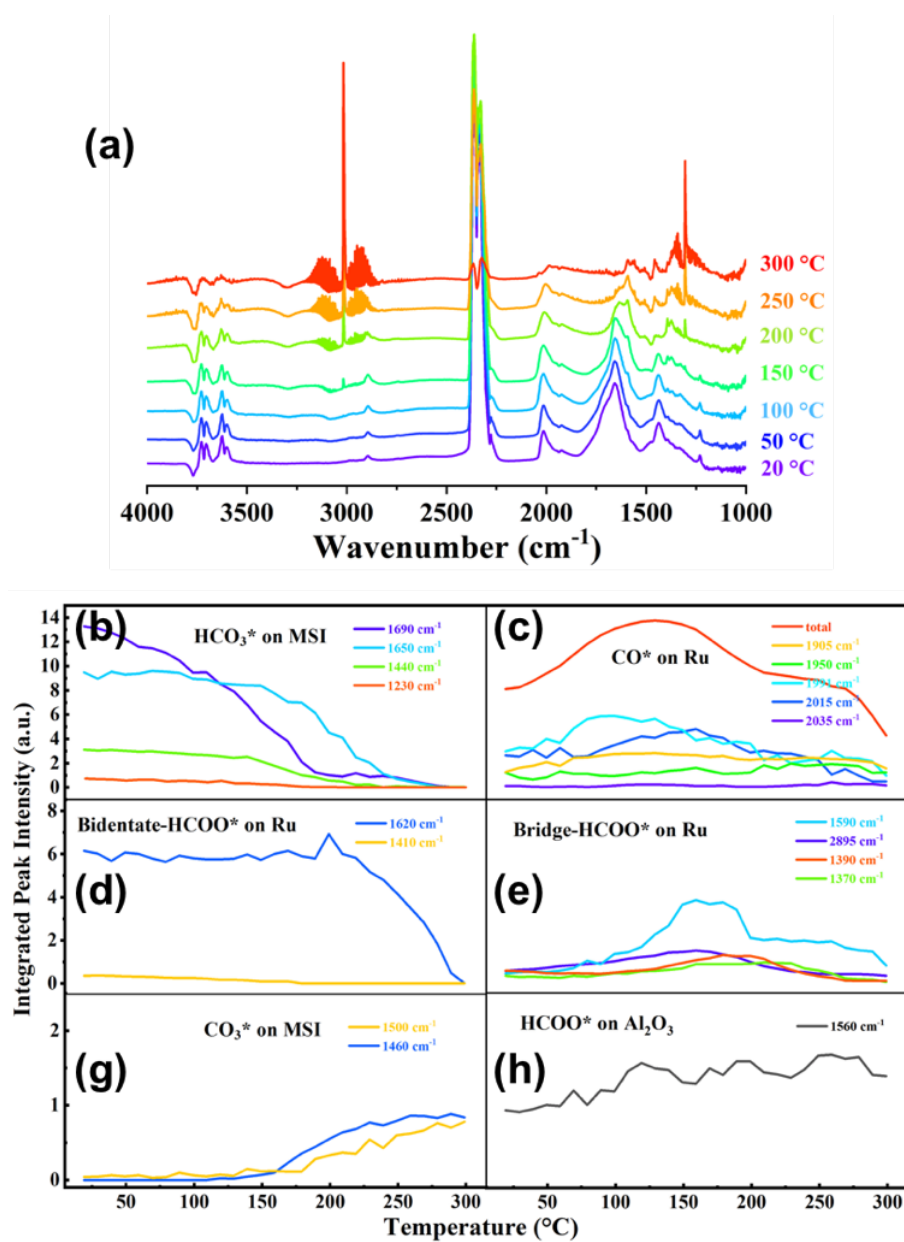 (a)
300 °C
250 °C
200 °C
150 °C
100 °C
50 °C
20 °C
4000 3500 3000 2500 2000 1500 1000
Wavenumber (cm⁻¹)
Integrated Peak Intensity (a.u.)
(b)
HCO₃* on MSI
1690 cm⁻¹
1650 cm⁻¹
1440 cm⁻¹
1230 cm⁻¹
14
12
10
8
6
4
2
0
(c)
CO* on Ru
total
1905 cm⁻¹
1950 cm⁻¹
1991 cm⁻¹
2015 cm⁻¹
2035 cm⁻¹
(d)
Bidentate-HCOO* on Ru
1620 cm⁻¹
1410 cm⁻¹
8
6
4
2
0
(e)
Bridge-HCOO* on Ru
1590 cm⁻¹
2895 cm⁻¹
1390 cm⁻¹
1370 cm⁻¹
(g)
CO₃* on MSI
1500 cm⁻¹
1460 cm⁻¹
2
1
0
50 100 150 200 250 300
(h)
HCOO* on Al₂O₃
1560 cm⁻¹
50 100 150 200 250 300
Temperature (°C)